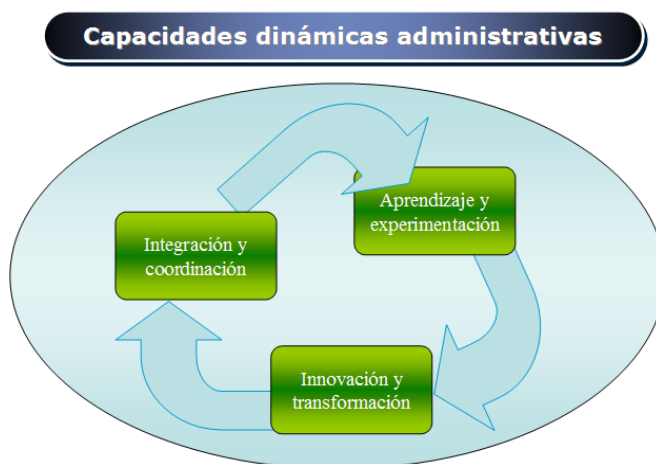 Capacidades dinámicas administrativas
Aprendizaje y
experimentación
Integración y
coordinación
Innovación y
transformación